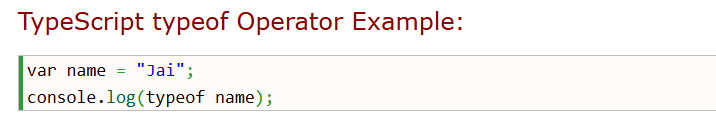 TypeScript typeof Operator Example:
var name = "Jai";
console.log(typeof name);